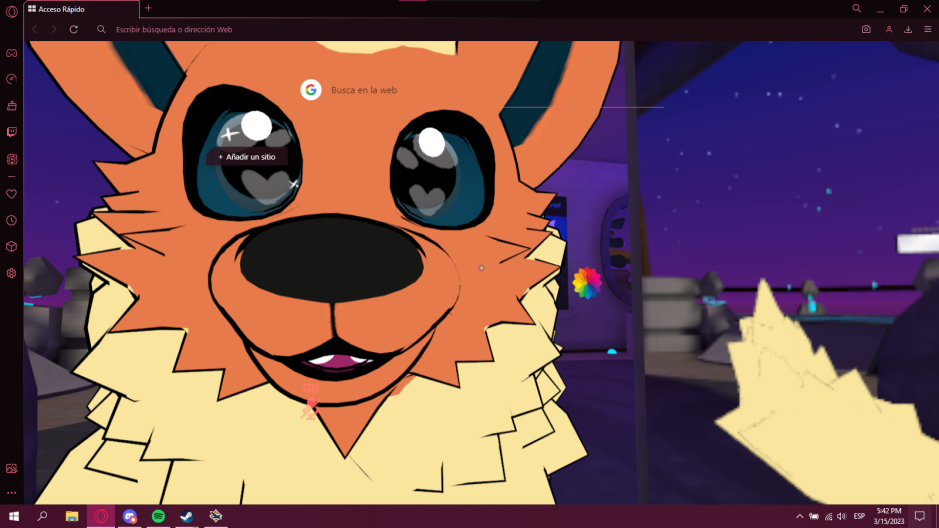 Acceso Rápido
Escribir búsqueda o dirección Web
Busca en la web
+ Añadir un sitio
ESP
5:42 PM
3/15/2023